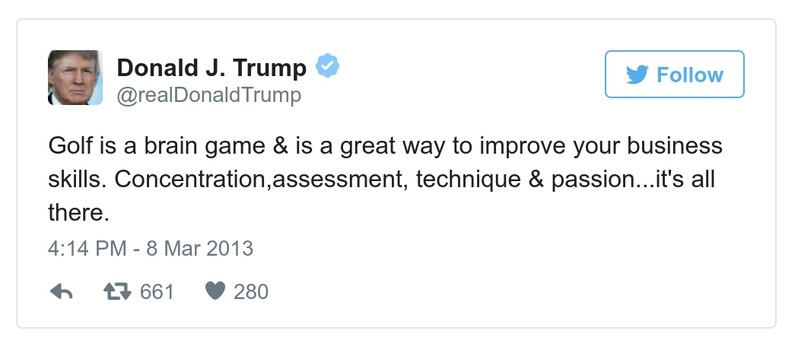 Donald J. Trump
@realDonaldTrump
Follow
Golf is a brain game & is a great way to improve your business
skills. Concentration,assessment, technique & passion...it's all
there.
4:14 PM - 8 Mar 2013
661 280